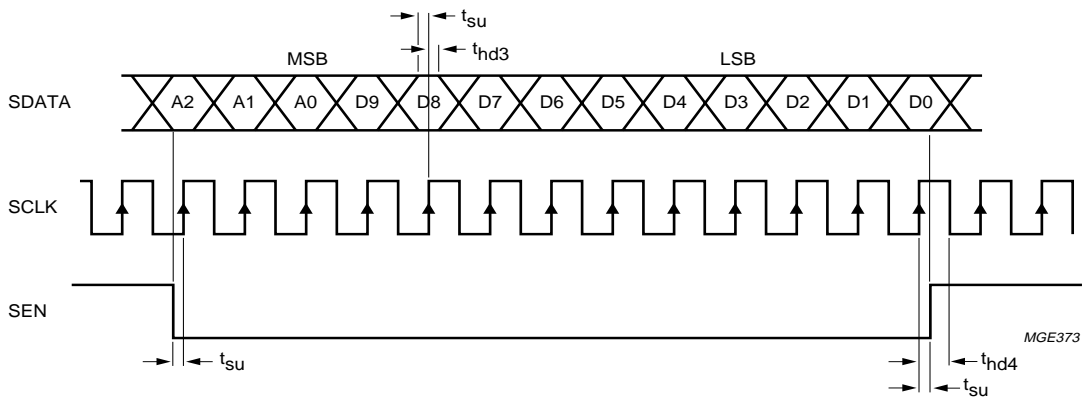 tsu
thd3
MSB LSB
SDATA A2 A1 A0 D9 D8 D7 D6 D5 D4 D3 D2 D1 D0
SCLK
SEN
MGE373
tsu thd4
tsu